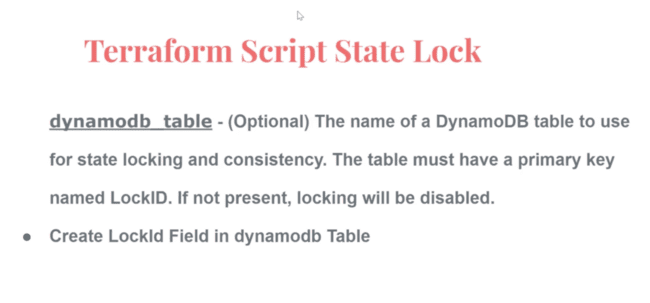 Terraform Script State Lock
dynamodb_table - (Optional) The name of a DynamoDB table to use
for state locking and consistency. The table must have a primary key
named LockID. If not present, locking will be disabled.
● Create LockId Field in dynamodb Table